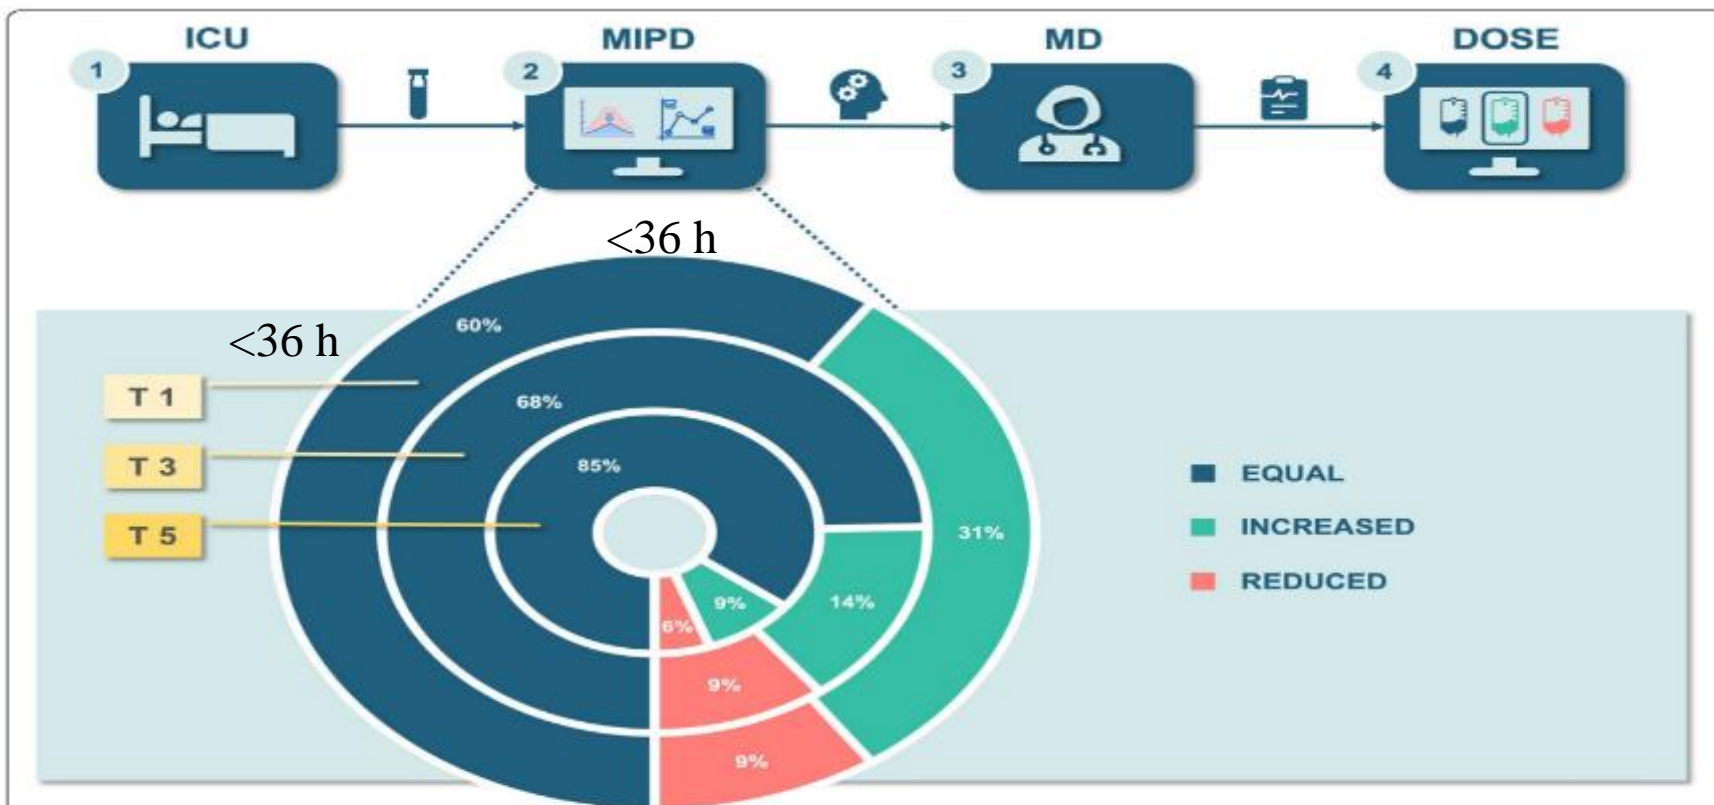 ICU
MIPD
MD
DOSE
1
2
3
4
<36 h
<36 h
60%
68%
85%
T 1
T 3
T 5
31%
14%
9%
6%
9%
9%
EQUAL
INCREASED
REDUCED